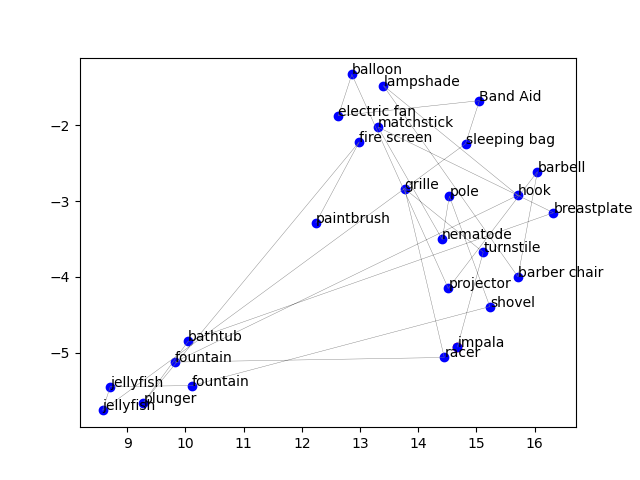 balloon
lampshade
Band Aid
electric fan
matchstick
fire screen
sleeping bag
barbell
grille
pole
hook
breastplate
paintbrush
nematode
turnstile
barber chair
projector
shovel
bathtub
impala
racer
fountain
fountain
jellyfish
plunger
jellyfish
−2
−3
−4
−5
9
10
11
12
13
14
15
16